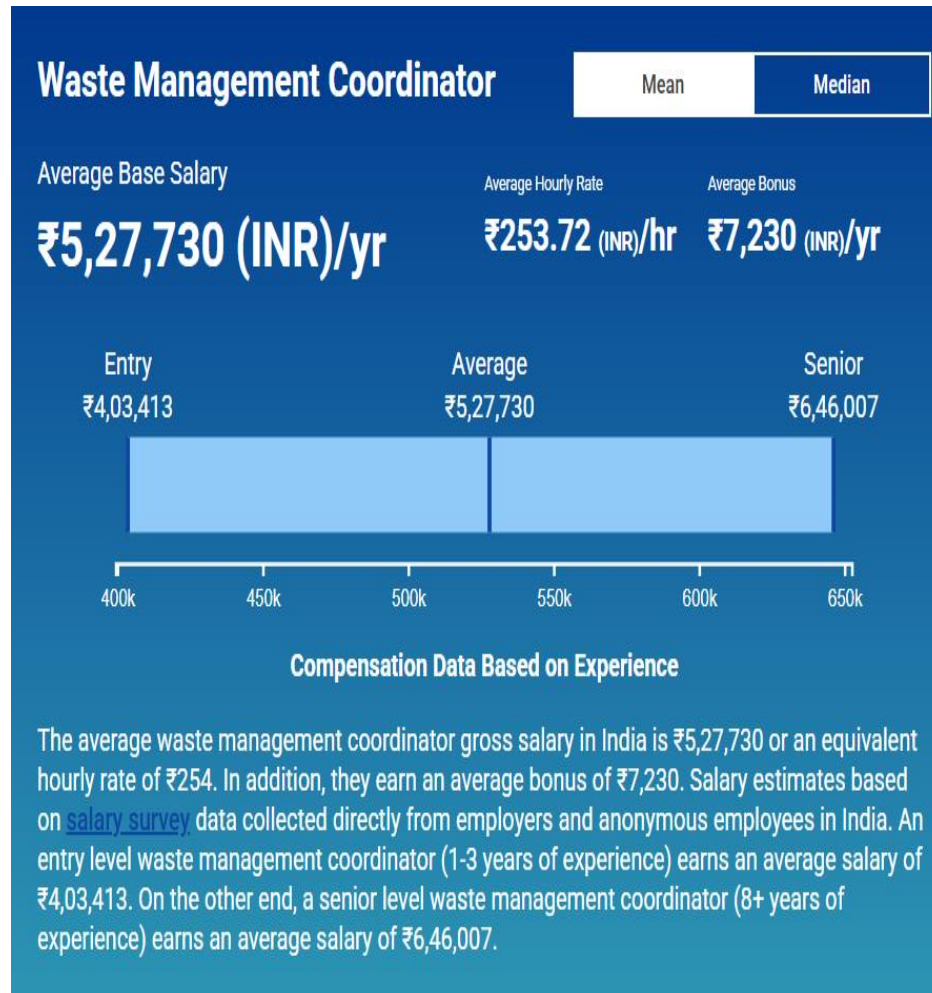 Waste Management Coordinator
Mean
Median
Average Base Salary
₹5,27,730 (INR)/yr
Average Hourly Rate
₹253.72 (INR)/hr
Average Bonus
₹7,230 (INR)/yr
Entry
₹4,03,413
Average
₹5,27,730
Senior
₹6,46,007
400k 450k 500k 550k 600k 650k
Compensation Data Based on Experience
The average waste management coordinator gross salary in India is ₹5,27,730 or an equivalent
hourly rate of ₹254. In addition, they earn an average bonus of ₹7,230. Salary estimates based
on salary survey data collected directly from employers and anonymous employees in India. An
entry level waste management coordinator (1-3 years of experience) earns an average salary of
₹4,03,413. On the other end, a senior level waste management coordinator (8+ years of
experience) earns an average salary of ₹6,46,007.